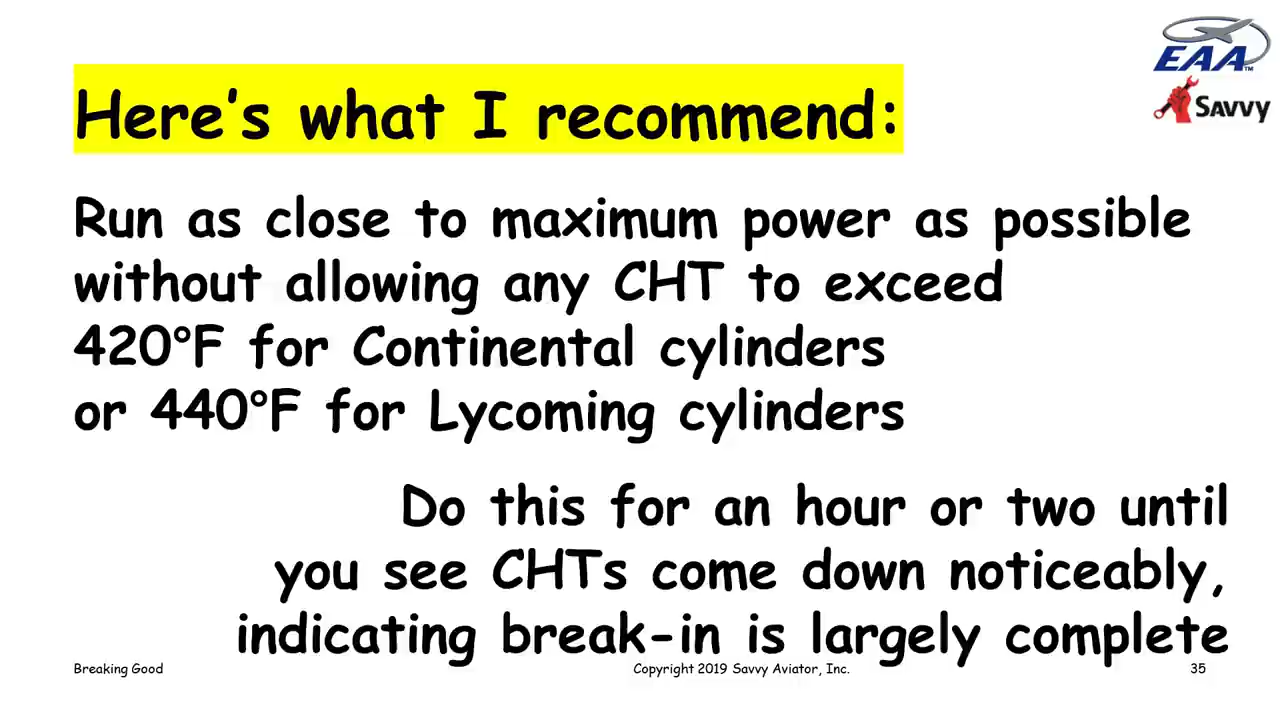 EAA™
Savvy
Here's what I recommend:
Run as close to maximum power as possible
without allowing any CHT to exceed
420°F for Continental cylinders
or 440°F for Lycoming cylinders
Do this for an hour or two until
you see CHTs come down noticeably,
indicating break-in is largely complete
Breaking Good
Copyright 2019 Savvy Aviator, Inc.
35